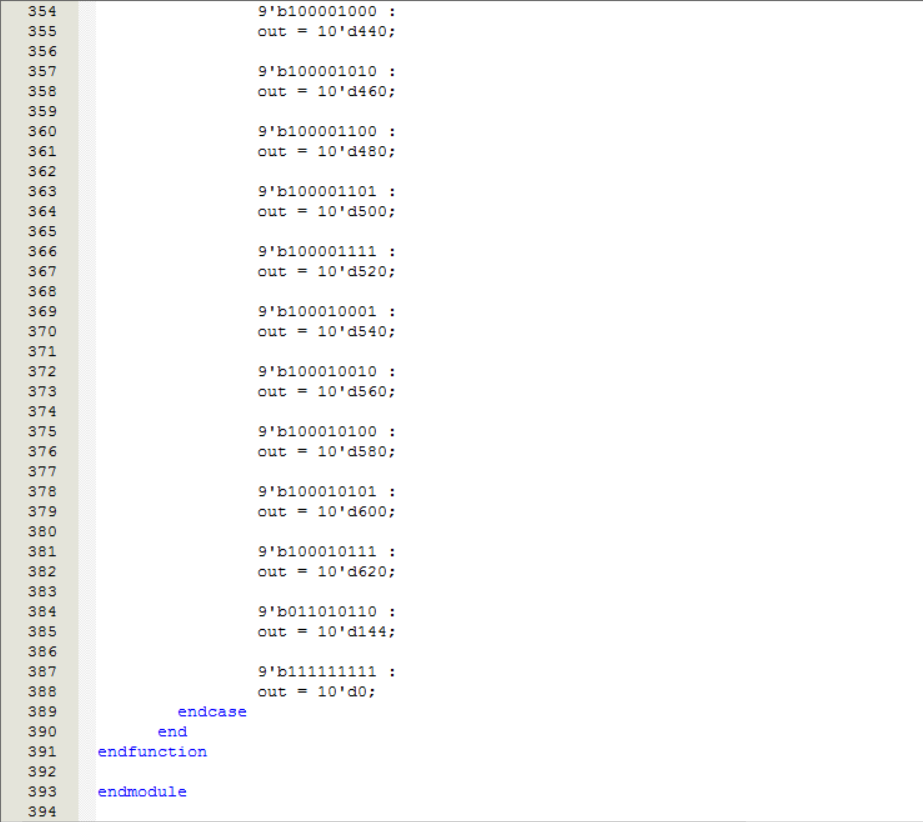 354 9'b100001000 :
355 out = 10'd440;
356
357 9'b100001010 :
358 out = 10'd460;
359
360 9'b100001100 :
361 out = 10'd480;
362
363 9'b100001101 :
364 out = 10'd500;
365
366 9'b100001111 :
367 out = 10'd520;
368
369 9'b100010001 :
370 out = 10'd540;
371
372 9'b100010010 :
373 out = 10'd560;
374
375 9'b100010100 :
376 out = 10'd580;
377
378 9'b100010101 :
379 out = 10'd600;
380
381 9'b100010111 :
382 out = 10'd620;
383
384 9'b011010110 :
385 out = 10'd144;
386
387 9'b111111111 :
388 out = 10'd0;
389 endcase
390 end
391 endfunction
392
393 endmodule
394